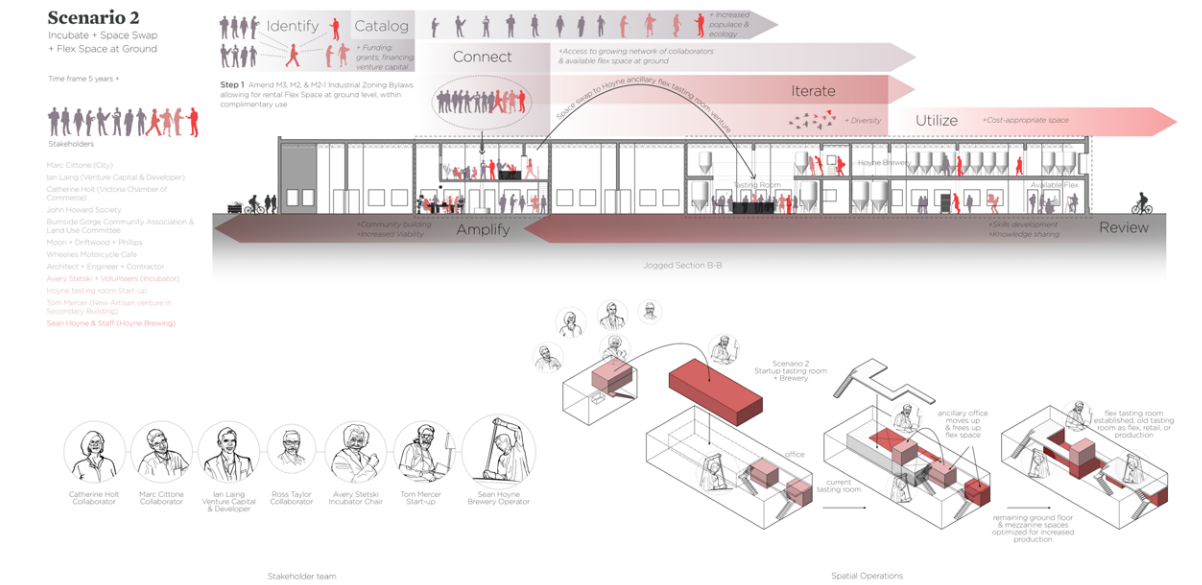 Scenario 2
Incubate + Space Swap
+ Flex Space at Ground
Time frame 5 years +
Stakeholders
Marc Cittone (City)
Ian Laing (Venture Capital & Developer)
Catherine Holt (Victoria Chamber of
Commerce)
John Howard Society
Burnside Gorge Community Association &
Land Use Committee
Moon + Driftwood + Phillips
Wheelies Motorcycle Cafe
Architect + Engineer + Contractor
Avery Stetski + Volunteers (Incubator)
Hoyne tasting room Start-up
Tom Mercer (New Artisan venture in
Secondary Building)
Sean Hoyne & Staff (Hoyne Brewing)
Identify
Catalog
+ Funding
grants, financing
venture capital
+ Increased
populace &
ecology
Step 1 Amend M3, M2, & M2-1 Industrial Zoning Bylaws
allowing for rental Flex Space at ground level, within
complimentary use
Connect
+Access to growing network of collaborators
& available flex space at ground
Space swap to Hoyne ancillary flex tasting room venture
Iterate
+ Diversity
Utilize
+Cost-appropriate space
Hoyne Brewery
Tasting Room
Available Flex
+Community building
+Increased Viability
Amplify
+Skills development
+Knowledge sharing
Review
Jogged Section B-B
Catherine Holt
Collaborator
Marc Cittone
Collaborator
Ian Laing
Venture Capital
& Developer
Ross Taylor
Collaborator
Avery Stetski
Incubator Chair
Tom Mercer
Start-up
Sean Hoyne
Brewery Operator
Stakeholder team
Scenario 2
Startup tasting room
+ Brewery
office
current
tasting room
ancillary office
moves up
& frees up
flex space
remaining ground floor
& mezzanine spaces
optimized for increased
production
flex tasting room
established, old tasting
room as flex, retail, or
production
Spatial Operations